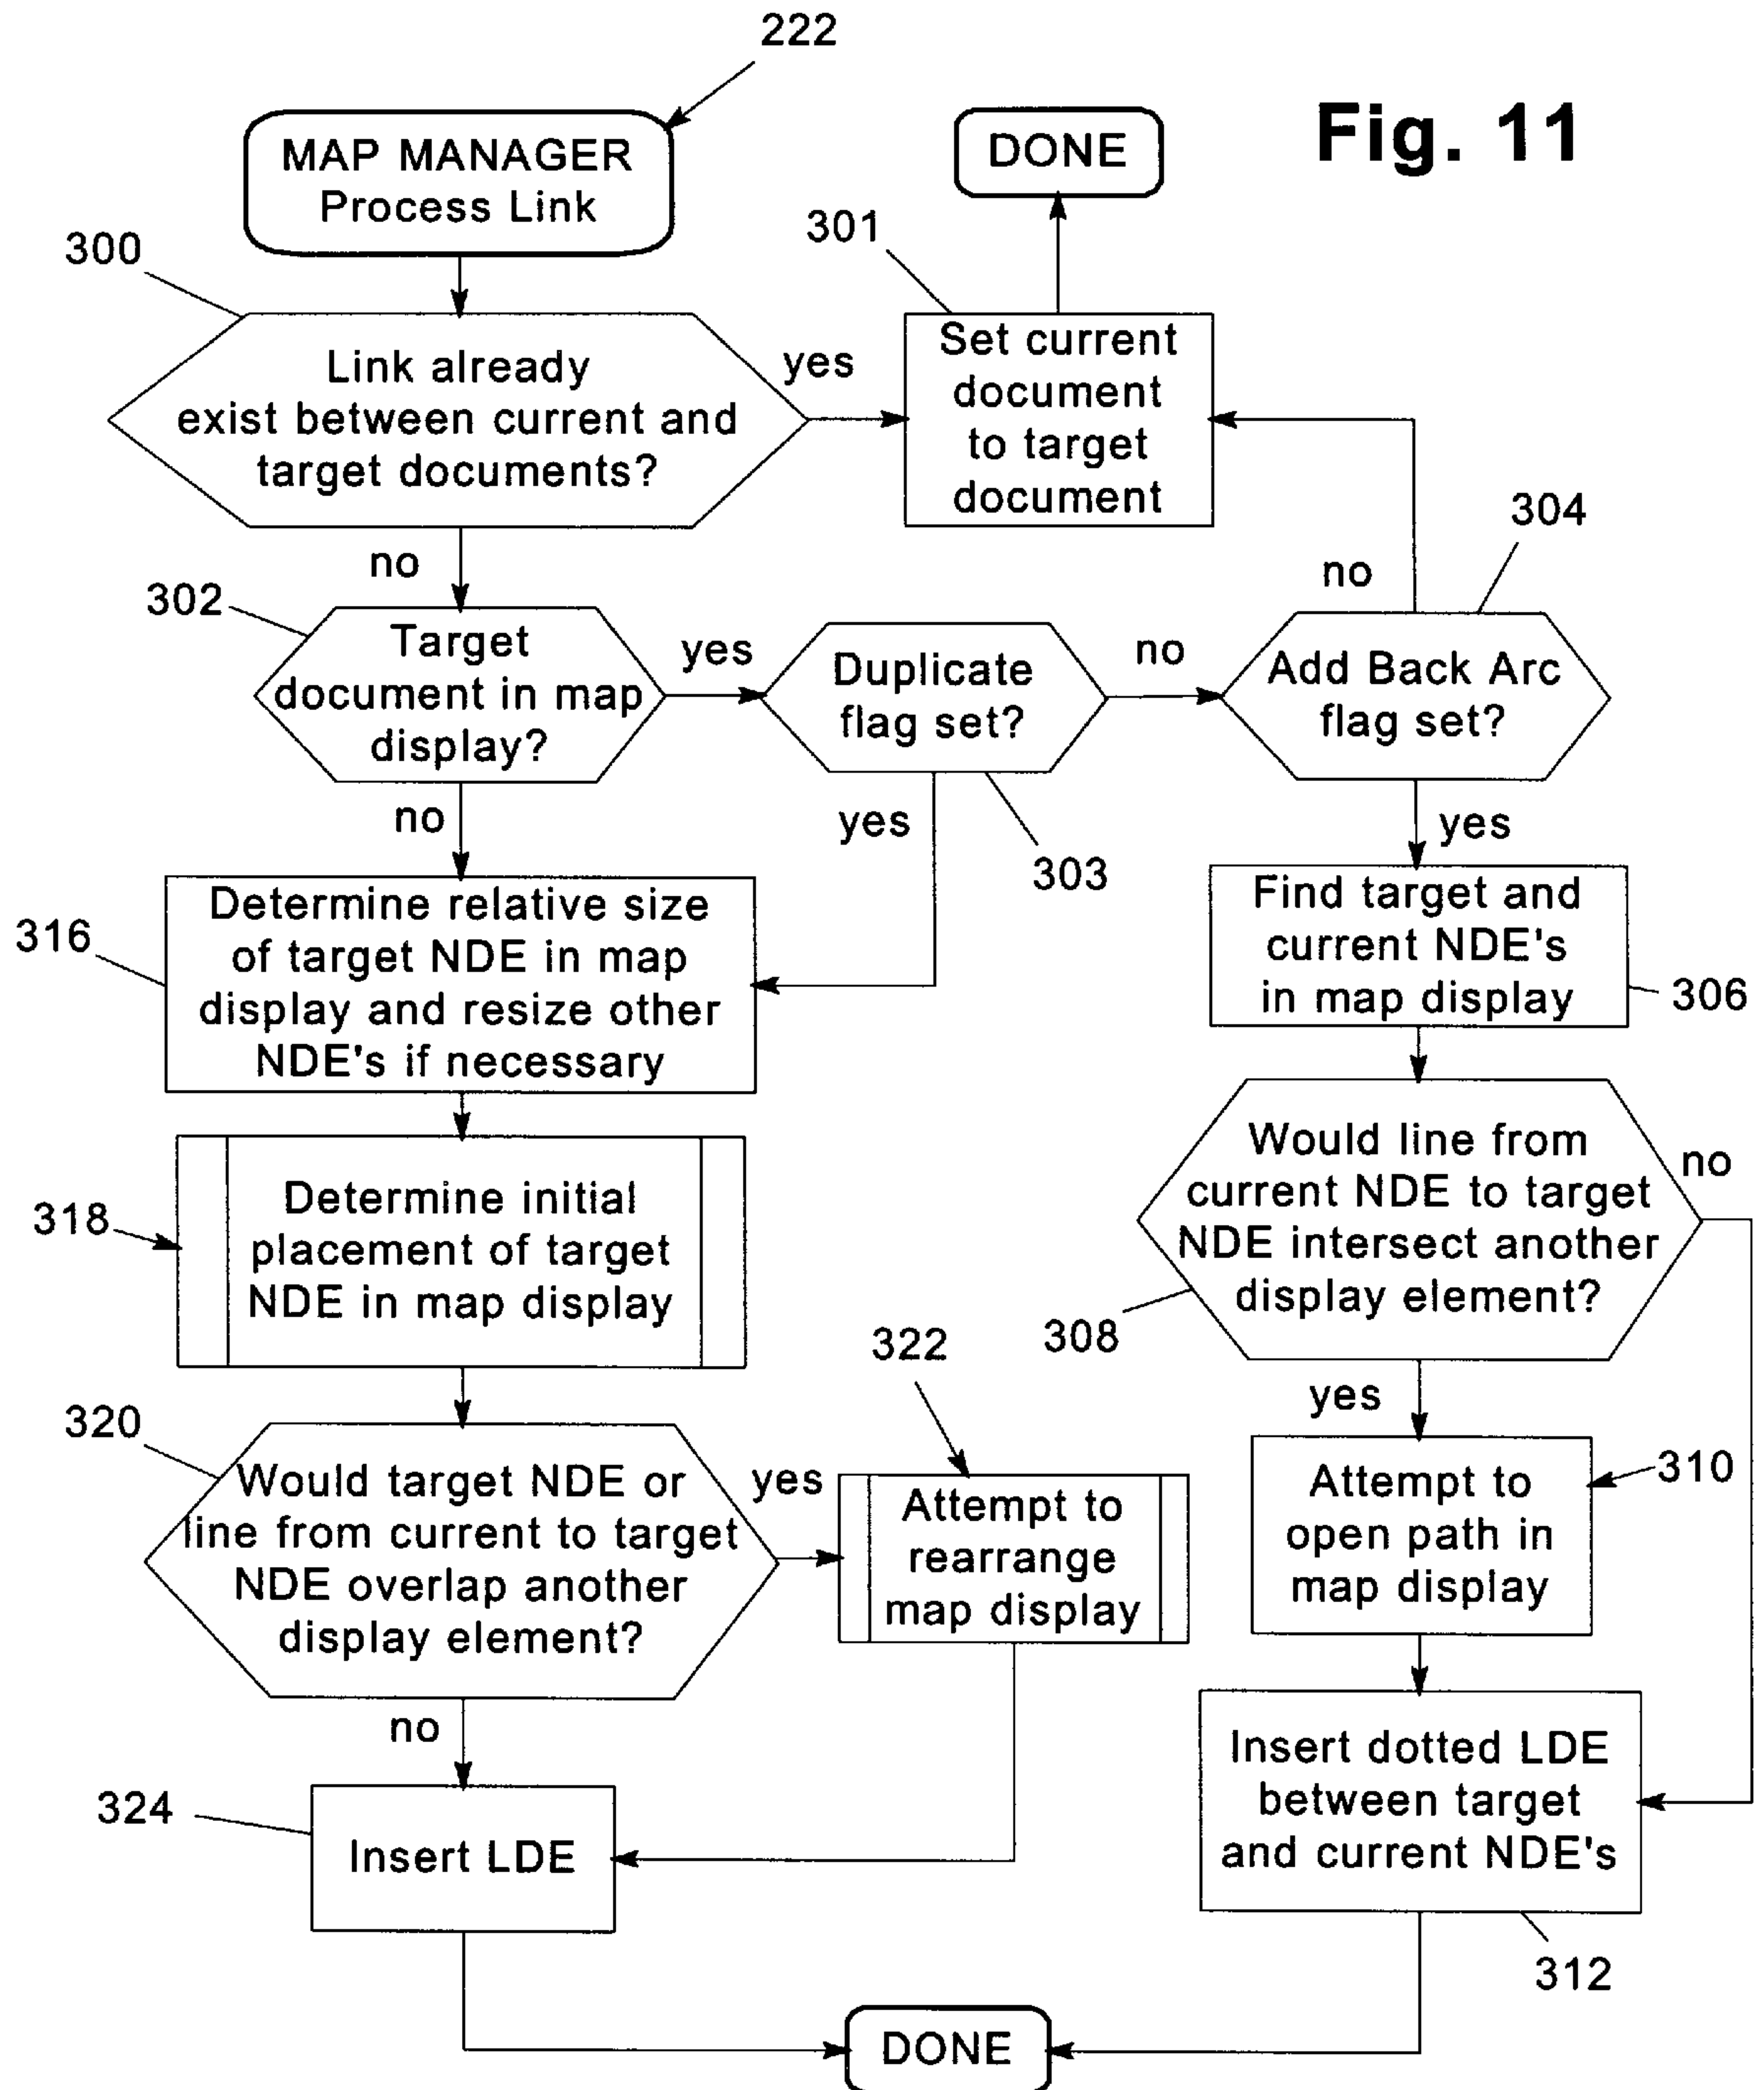 222
Fig. 11
MAP MANAGER
Process Link
DONE
300
301
Link already
exist between current and
target documents?
yes
Set current
document
to target
document
no
304
no
302
Target
document in map
display?
yes
Duplicate
flag set?
no
Add Back Arc
flag set?
no
yes
303
yes
316
Determine relative size
of target NDE in map
display and resize other
NDE's if necessary
Find target and
current NDE's
in map display
306
318
Determine initial
placement of target
NDE in map display
Would line from
current NDE to target
NDE intersect another
display element?
no
308
322
yes
320
Would target NDE or
line from current to target
NDE overlap another
display element?
yes
Attempt to
rearrange
map display
Attempt to
open path in
map display
310
no
324
Insert LDE
Insert dotted LDE
between target
and current NDE's
312
DONE